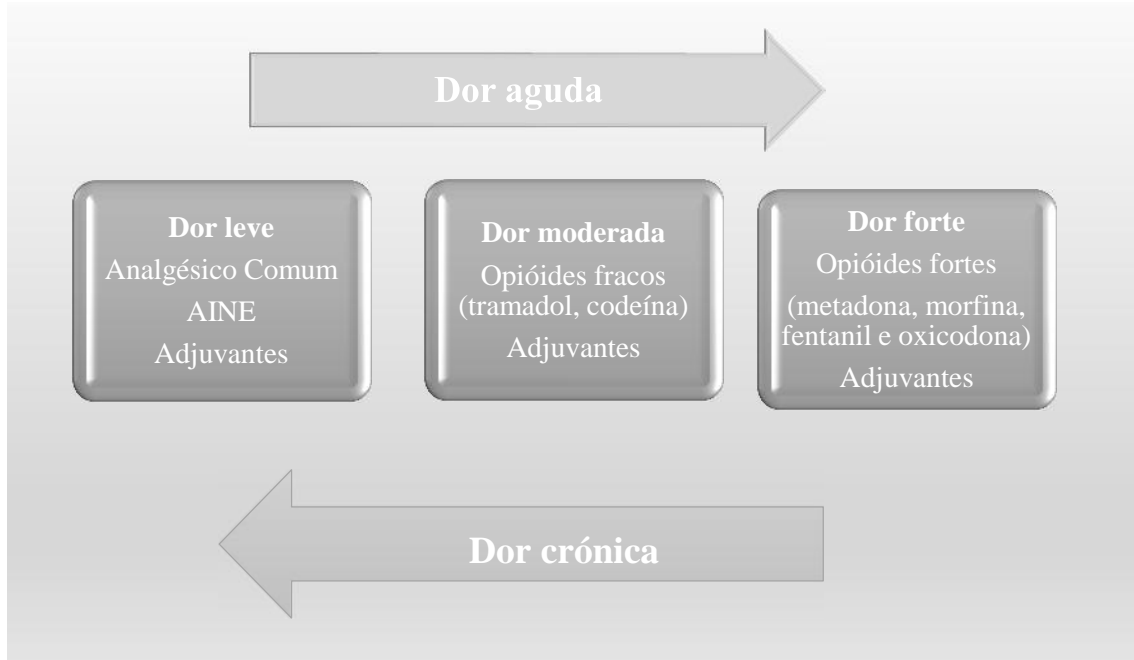 Dor aguda
Dor leve
Analgésico Comum
AINE
Adjuvantes
Dor moderada
Opióides fracos
(tramadol, codeína)
Adjuvantes
Dor forte
Opióides fortes
(metadona, morfina,
fentanil e oxicodona)
Adjuvantes
Dor crónica